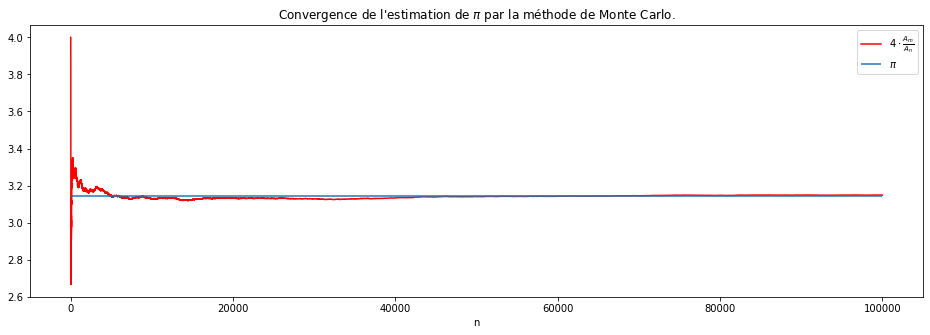 Convergence de l'estimation de π par la méthode de Monte Carlo.
4.0
3.8
3.6
3.4
3.2
3.0
2.8
2.6
4 · A_m/A_n
π
0 20000 40000 60000 80000 100000
n